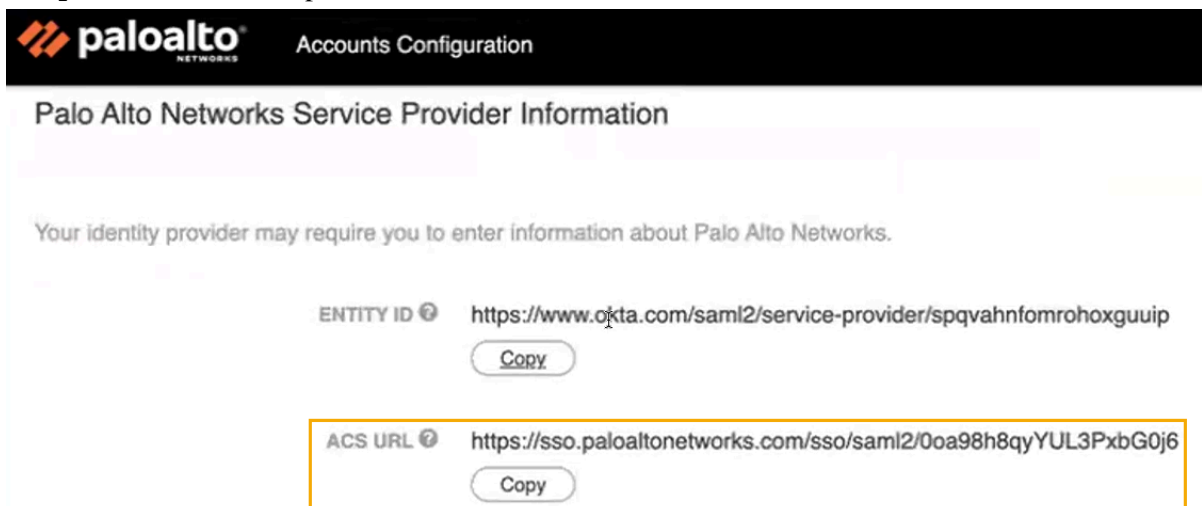 paloalto
NETWORKS
Accounts Configuration
Palo Alto Networks Service Provider Information
Your identity provider may require you to enter information about Palo Alto Networks.
ENTITY ID ? https://www.okta.com/saml2/service-provider/spqvahnfomrohoxguuip
Copy
ACS URL ? https://sso.paloaltonetworks.com/sso/saml2/0oa98h8qyYUL3PxbG0j6
Copy